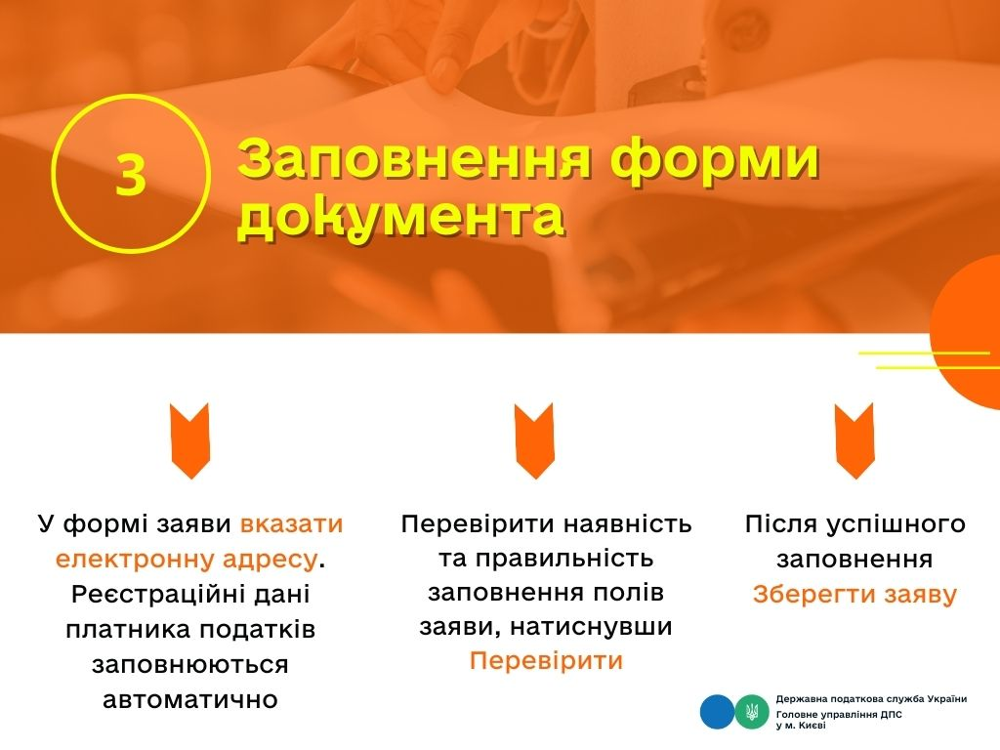 3
Заповнення форми
документа
У формі заяви вказати
електронну адресу.
Реєстраційні дані
платника податків
заповнюються
автоматично
Перевірити наявність
та правильність
заповнення полів
заяви, натиснувши
Перевірити
Після успішного
заповнення
Зберегти заяву
Державна податкова служба України
Головне управління ДПС
у м. Києві